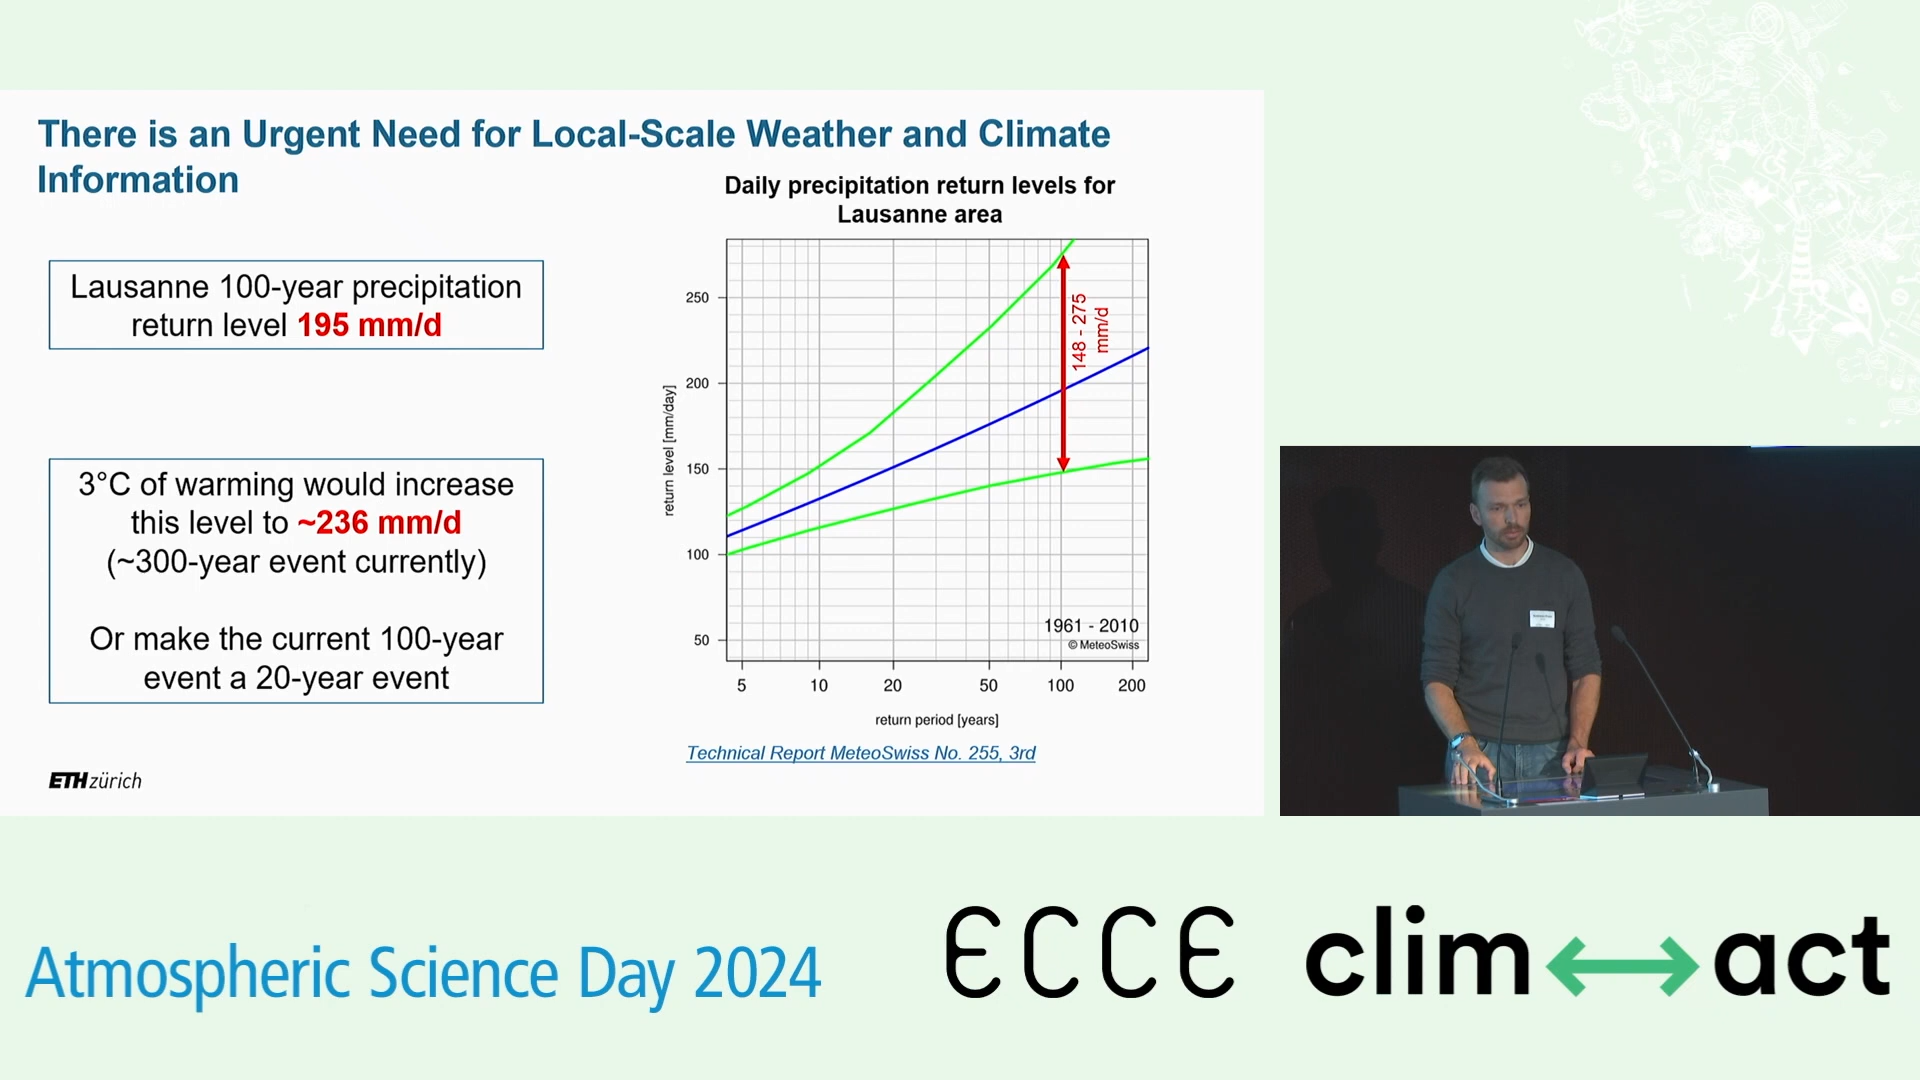 There is an Urgent Need for Local-Scale Weather and Climate
Information
Daily precipitation return levels for
Lausanne area
Lausanne 100-year precipitation
return level 195 mm/d
3°C of warming would increase
this level to ~236 mm/d
(~300-year event currently)
Or make the current 100-year
event a 20-year event
return level [mm/day]
250
200
150
100
50
148 - 275
mm/d
1961 - 2010
© MeteoSwiss
5 10 20 50 100 200
return period [years]
Technical Report MeteoSwiss No. 255, 3rd
ETH zürich
Atmospheric Science Day 2024
ECCE
clim act